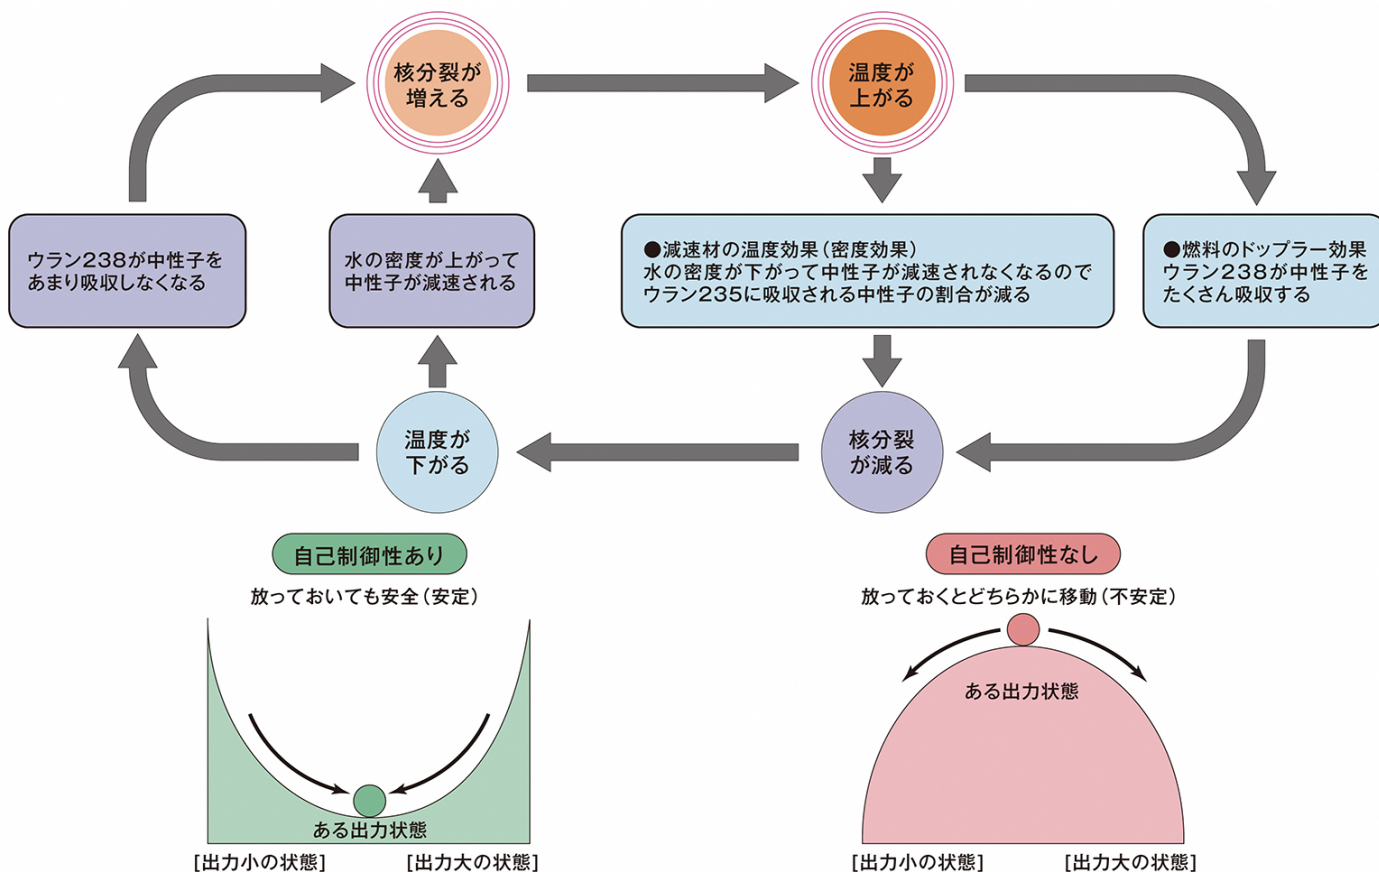 核分裂が
増える
温度が
上がる
ウラン238が中性子を
あまり吸収しなくなる
水の密度が上がって
中性子が減速される
●減速材の温度効果(密度効果)
水の密度が下がって中性子が減速されなくなるので
ウラン235に吸収される中性子の割合が減る
●燃料のドップラー効果
ウラン238が中性子を
たくさん吸収する
温度が
下がる
核分裂
が減る
自己制御性あり
放っておいても安全(安定)
ある出力状態
[出力小の状態]
[出力大の状態]
自己制御性なし
放っておくとどちらかに移動(不安定)
ある出力状態
[出力小の状態]
[出力大の状態]